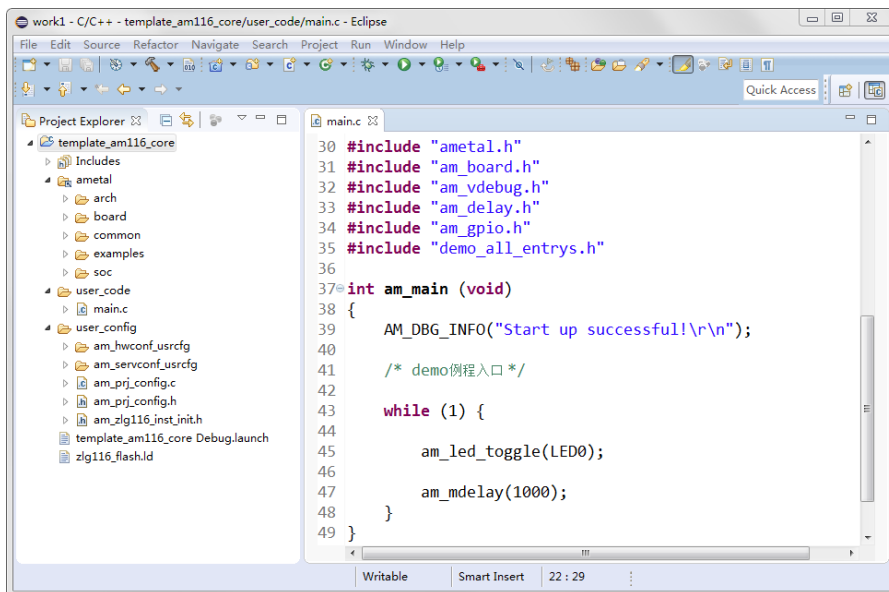 work1 - C/C++ - template_am116_core/user_code/main.c - Eclipse
File Edit Source Refactor Navigate Search Project Run Window Help
Quick Access
Project Explorer
template_am116_core
Includes
ametal
arch
board
common
examples
soc
user_code
main.c
user_config
am_hwconf_usrcfg
am_servconf_usrcfg
am_prj_config.c
am_prj_config.h
am_zlg116_inst_init.h
template_am116_core Debug.launch
zlg116_flash.ld
main.c
30 #include "ametal.h"
31 #include "am_board.h"
32 #include "am_vdebug.h"
33 #include "am_delay.h"
34 #include "am_gpio.h"
35 #include "demo_all_entrys.h"
36
37 int am_main (void)
38 {
39 AM_DBG_INFO("Start up successful!\r\n");
40
41 /* demo例程入口 */
42
43 while (1) {
44
45 am_led_toggle(LED0);
46
47 am_mdelay(1000);
48 }
49 }
Writable Smart Insert 22 : 29